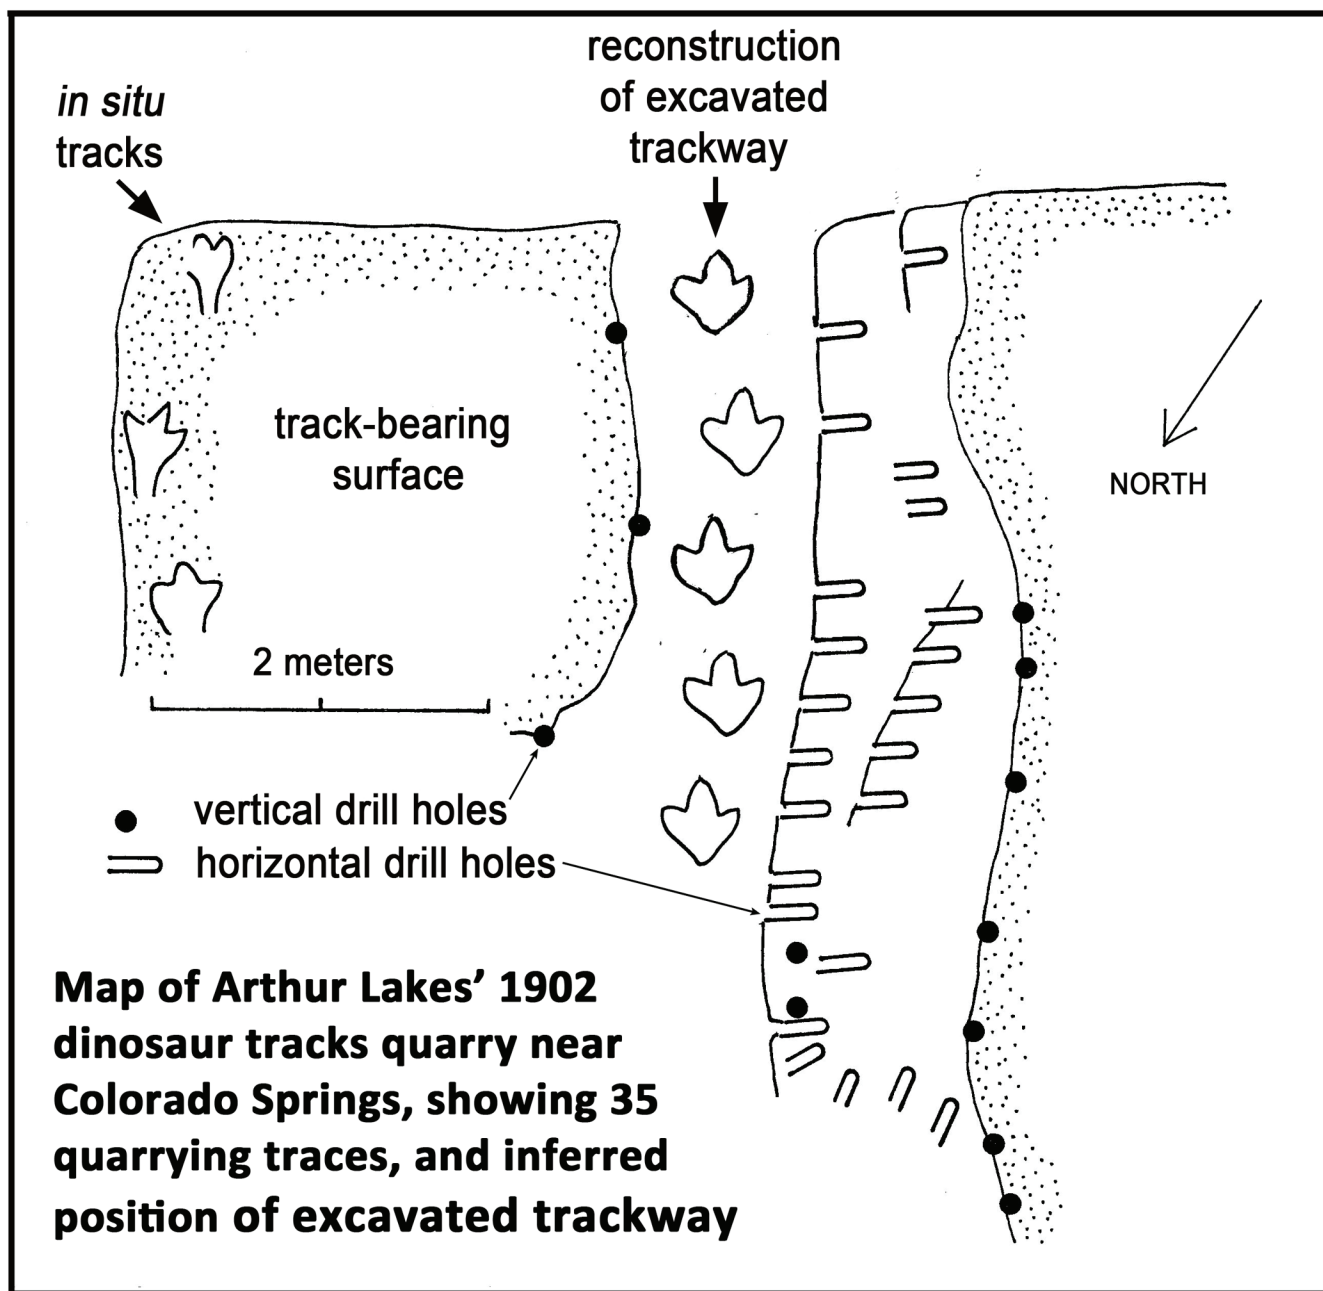 in situ
tracks
reconstruction
of excavated
trackway
track-bearing
surface
NORTH
2 meters
vertical drill holes
horizontal drill holes
Map of Arthur Lakes’ 1902
dinosaur tracks quarry near
Colorado Springs, showing 35
quarrying traces, and inferred
position of excavated trackway